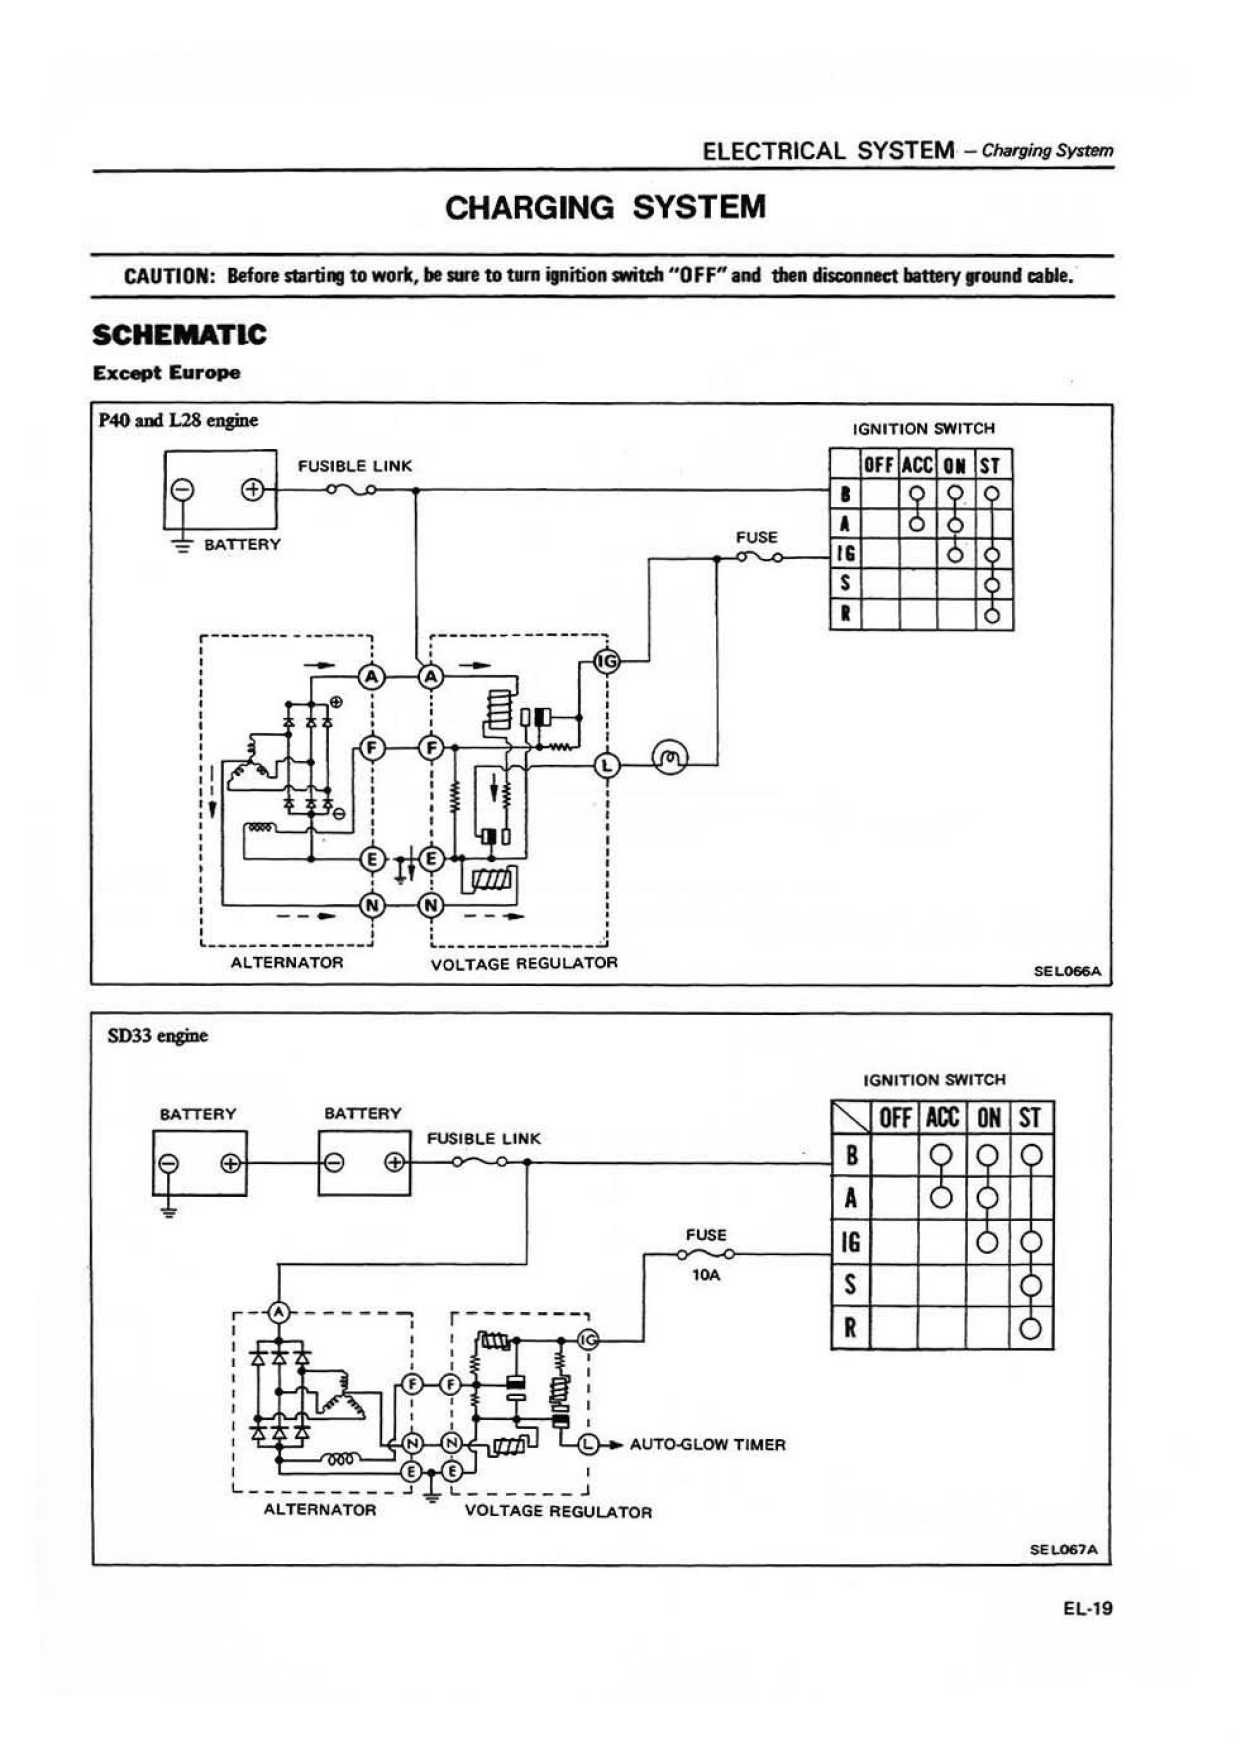 ELECTRICAL SYSTEM – Charging System
CHARGING SYSTEM
CAUTION: Before starting to work, be sure to turn ignition switch "OFF" and then disconnect battery ground cable.
SCHEMATIC
Except Europe
P40 and L28 engine
IGNITION SWITCH
FUSIBLE LINK
OFF ACC ON ST
B
A
IG
S
R
BATTERY
FUSE
A A IG
F F L
E E
N N
ALTERNATOR
VOLTAGE REGULATOR
SEL066A
SD33 engine
IGNITION SWITCH
BATTERY BATTERY
FUSIBLE LINK
OFF ACC ON ST
B
A
IG
S
R
FUSE
10A
A
IG
F F
N N L
AUTO-GLOW TIMER
E E
ALTERNATOR
VOLTAGE REGULATOR
SEL067A
EL-19